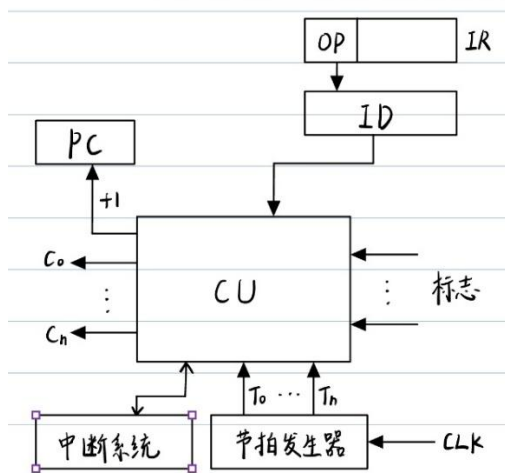 OP IR
ID
PC
+1
C₀
⋮ CU ⋮ 标志
Cₙ
T₀ ⋯ Tₙ
中断系统 节拍发生器 CLK